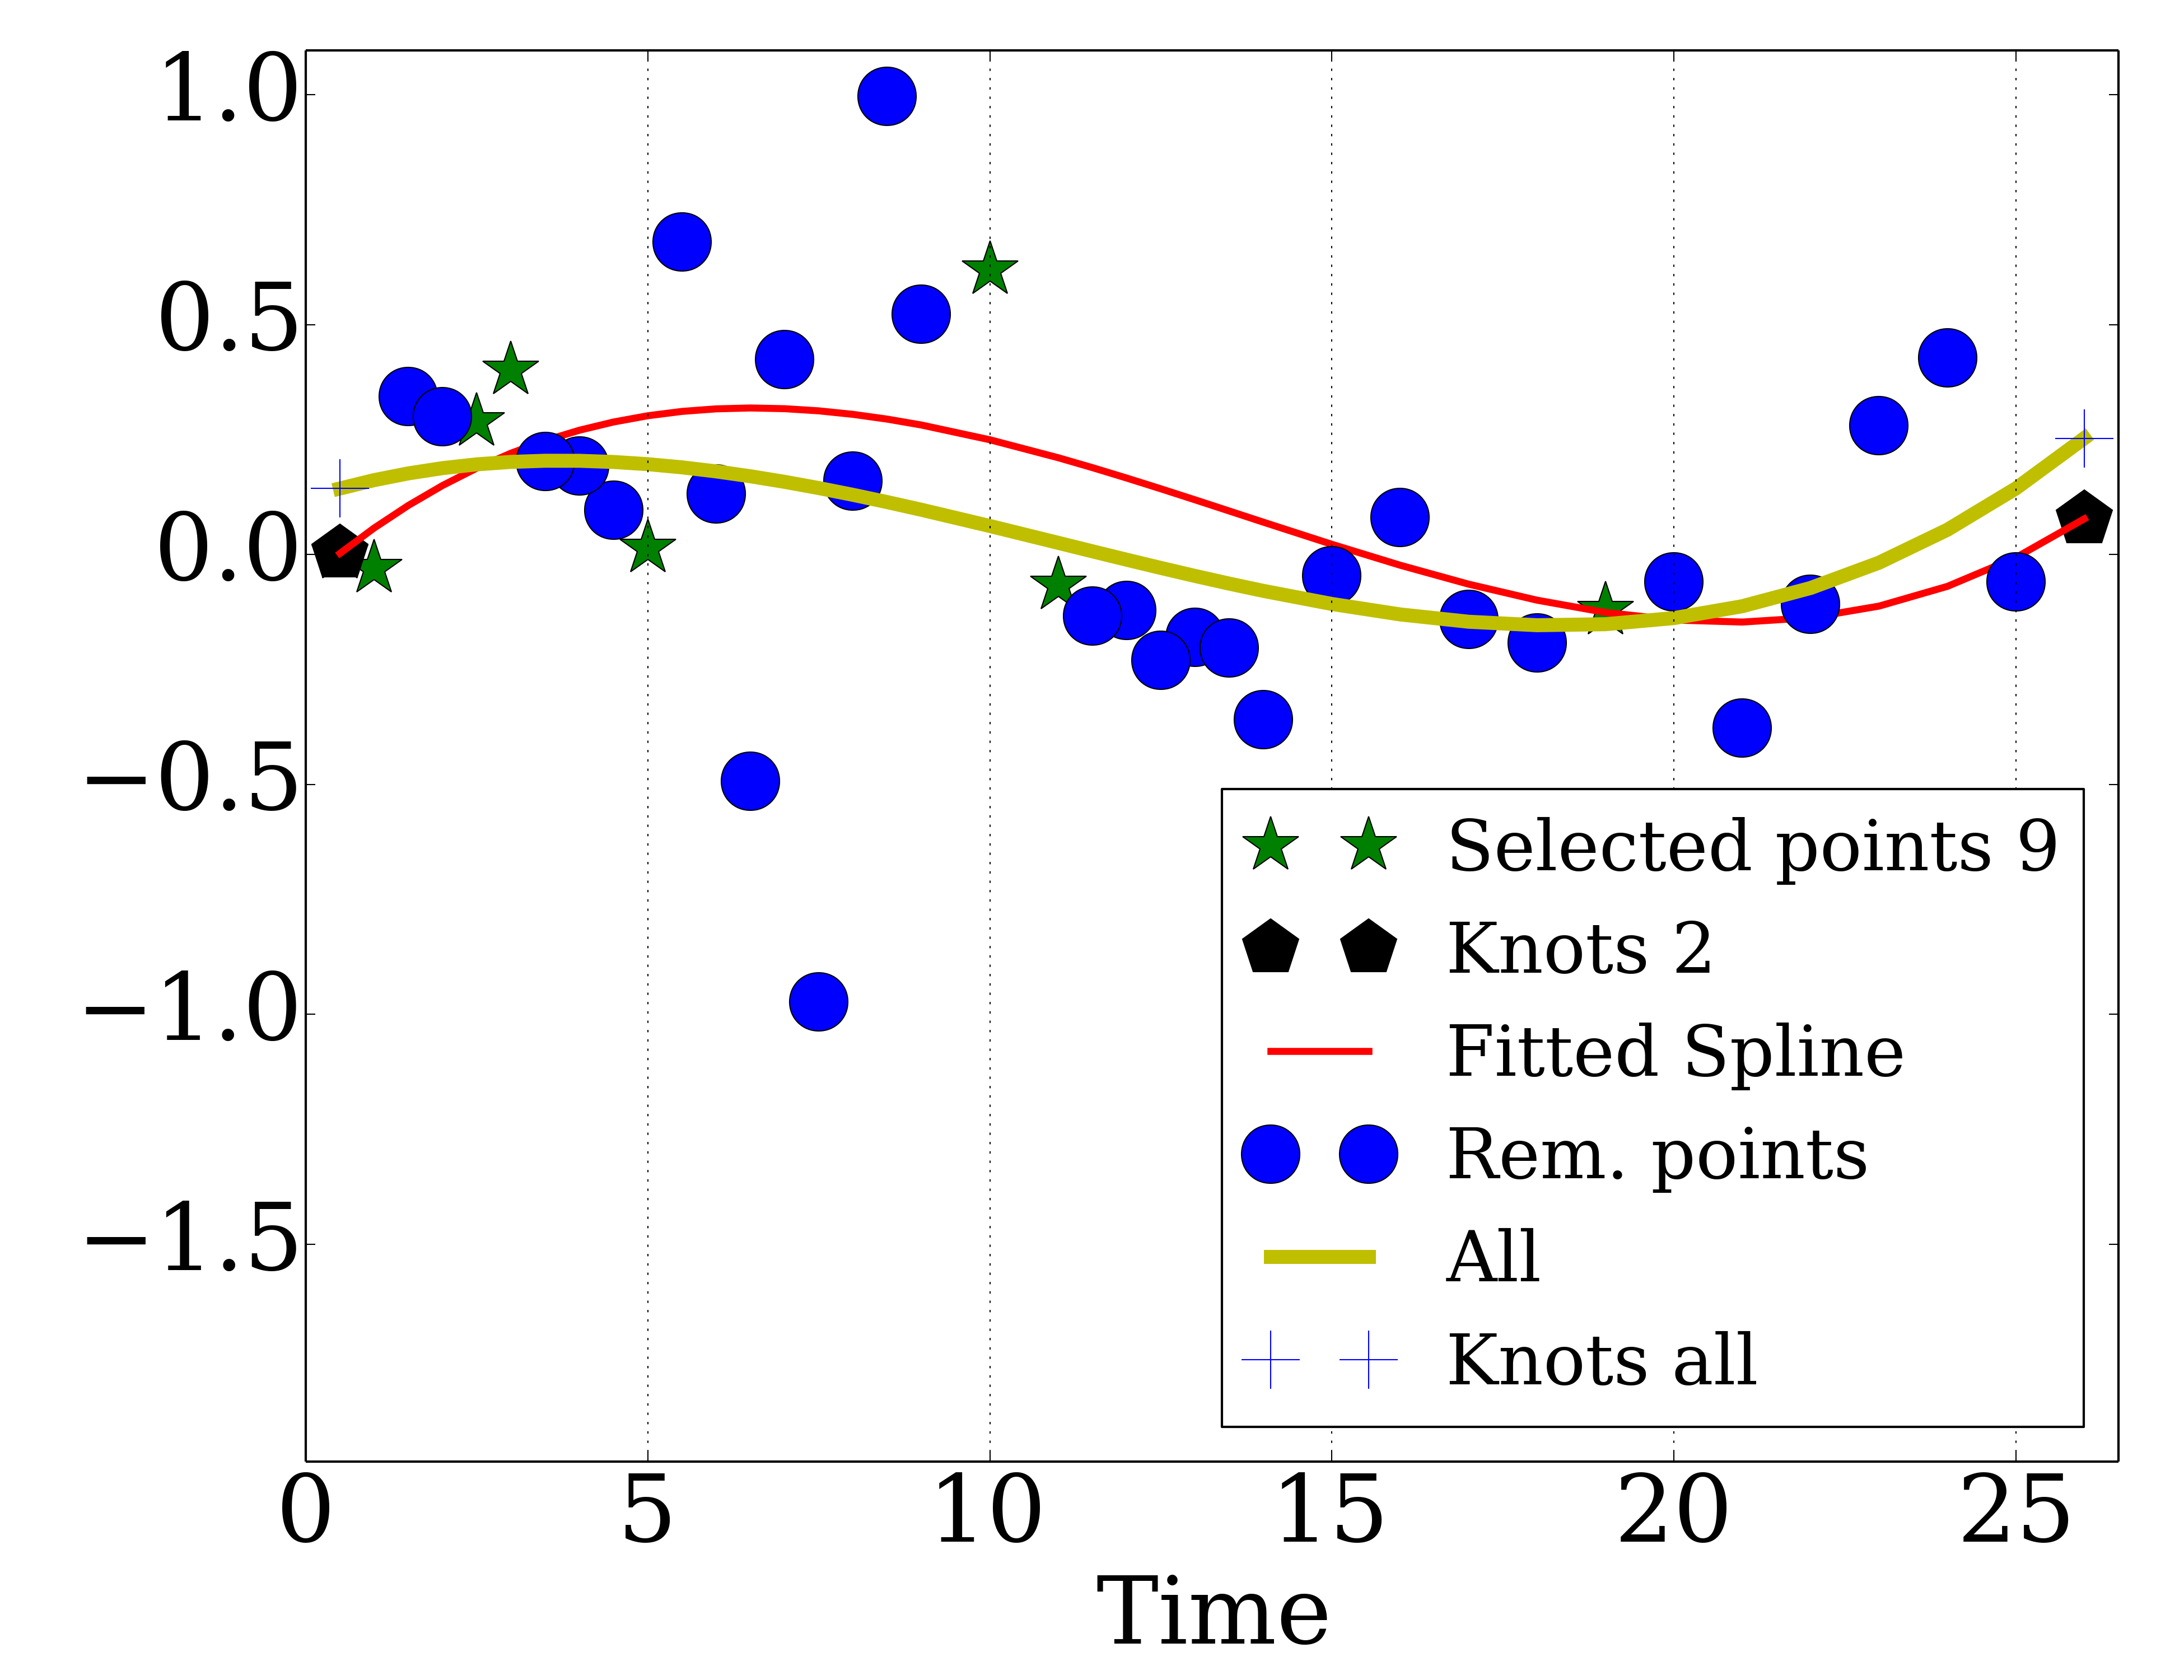 1.0
0.5
0.0
−0.5
−1.0
−1.5
Selected points 9
Knots 2
Fitted Spline
Rem. points
All
Knots all
0 5 10 15 20 25
Time